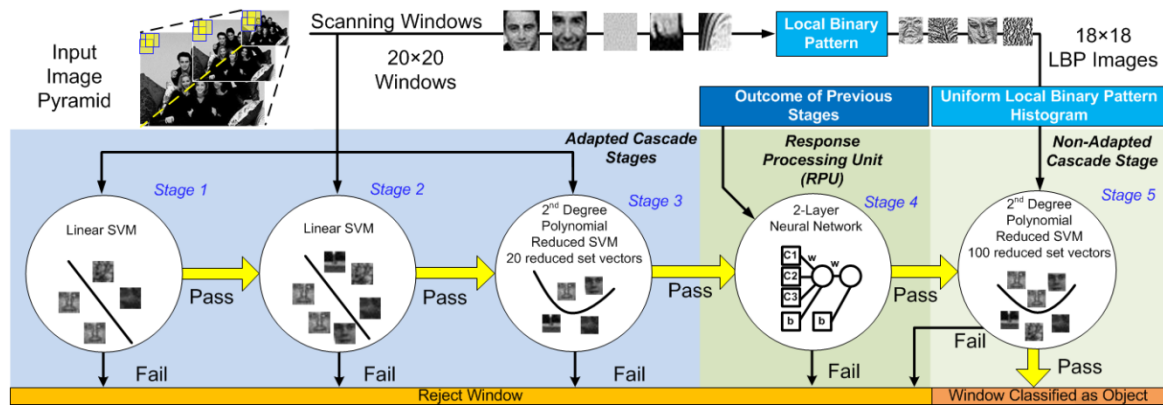 Input
Image
Pyramid
Scanning Windows
20×20
Windows
Local Binary
Pattern
18×18
LBP Images
Outcome of Previous
Stages
Uniform Local Binary Pattern
Histogram
Adapted Cascade
Stages
Response
Processing Unit
(RPU)
Non-Adapted
Cascade Stage
Stage 1
Stage 2
Stage 3
Stage 4
Stage 5
Linear SVM
Linear SVM
2nd Degree
Polynomial
Reduced SVM
20 reduced set vectors
2-Layer
Neural Network
C1
C2
C3
b
w
w
b
2nd Degree
Polynomial
Reduced SVM
100 reduced set vectors
Pass
Pass
Pass
Pass
Fail
Fail
Fail
Fail
Fail
Pass
Reject Window
Window Classified as Object